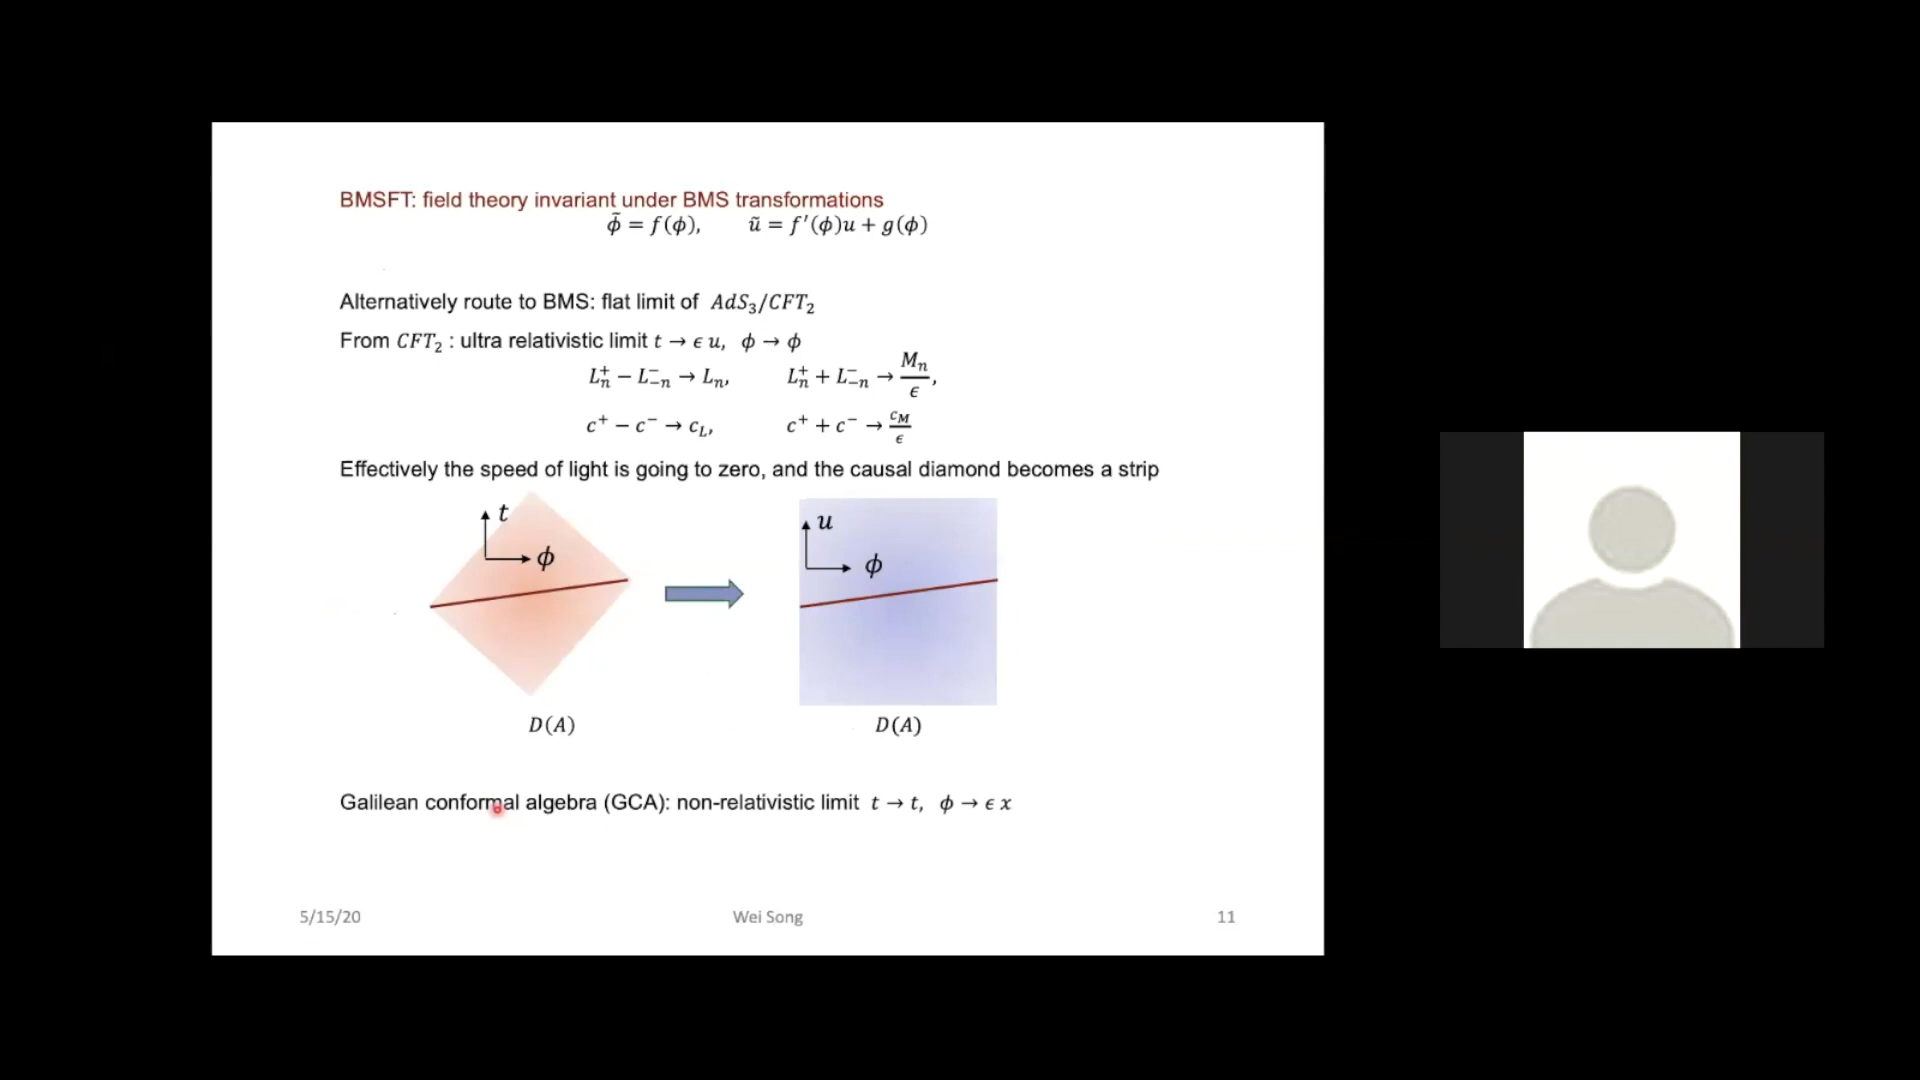 BMSFT: field theory invariant under BMS transformations
ϕ̃ = f(ϕ), ũ = f′(ϕ)u + g(ϕ)
Alternatively route to BMS: flat limit of AdS₃/CFT₂
From CFT₂ : ultra relativistic limit t → ϵ u, ϕ → ϕ
L⁺ₙ − L⁻₋ₙ → Lₙ, L⁺ₙ + L⁻₋ₙ → Mₙ/ϵ,
c⁺ − c⁻ → c_L, c⁺ + c⁻ → c_M/ϵ
Effectively the speed of light is going to zero, and the causal diamond becomes a strip
t
ϕ
u
ϕ
D(A)
D(A)
Galilean conformal algebra (GCA): non-relativistic limit t → t, ϕ → ϵ x
5/15/20
Wei Song
11